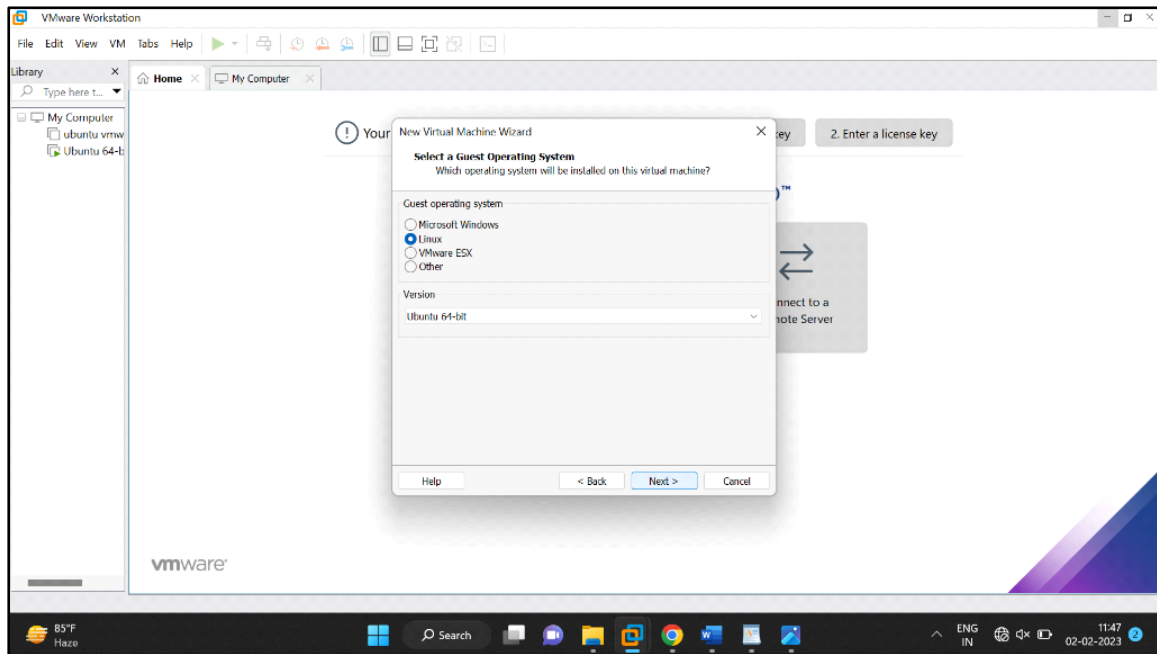 VMware Workstation
File Edit View VM Tabs Help
Library
Type here t...
Home
My Computer
My Computer
ubuntu vmw
Ubuntu 64-b
Your
key
2. Enter a license key
New Virtual Machine Wizard
Select a Guest Operating System
Which operating system will be installed on this virtual machine?
Guest operating system
Microsoft Windows
Linux
VMware ESX
Other
Version
Ubuntu 64-bit
™
nnect to a
note Server
Help
< Back
Next >
Cancel
vmware
85°F
Haze
Search
ENG
IN
11:47
02-02-2023
2